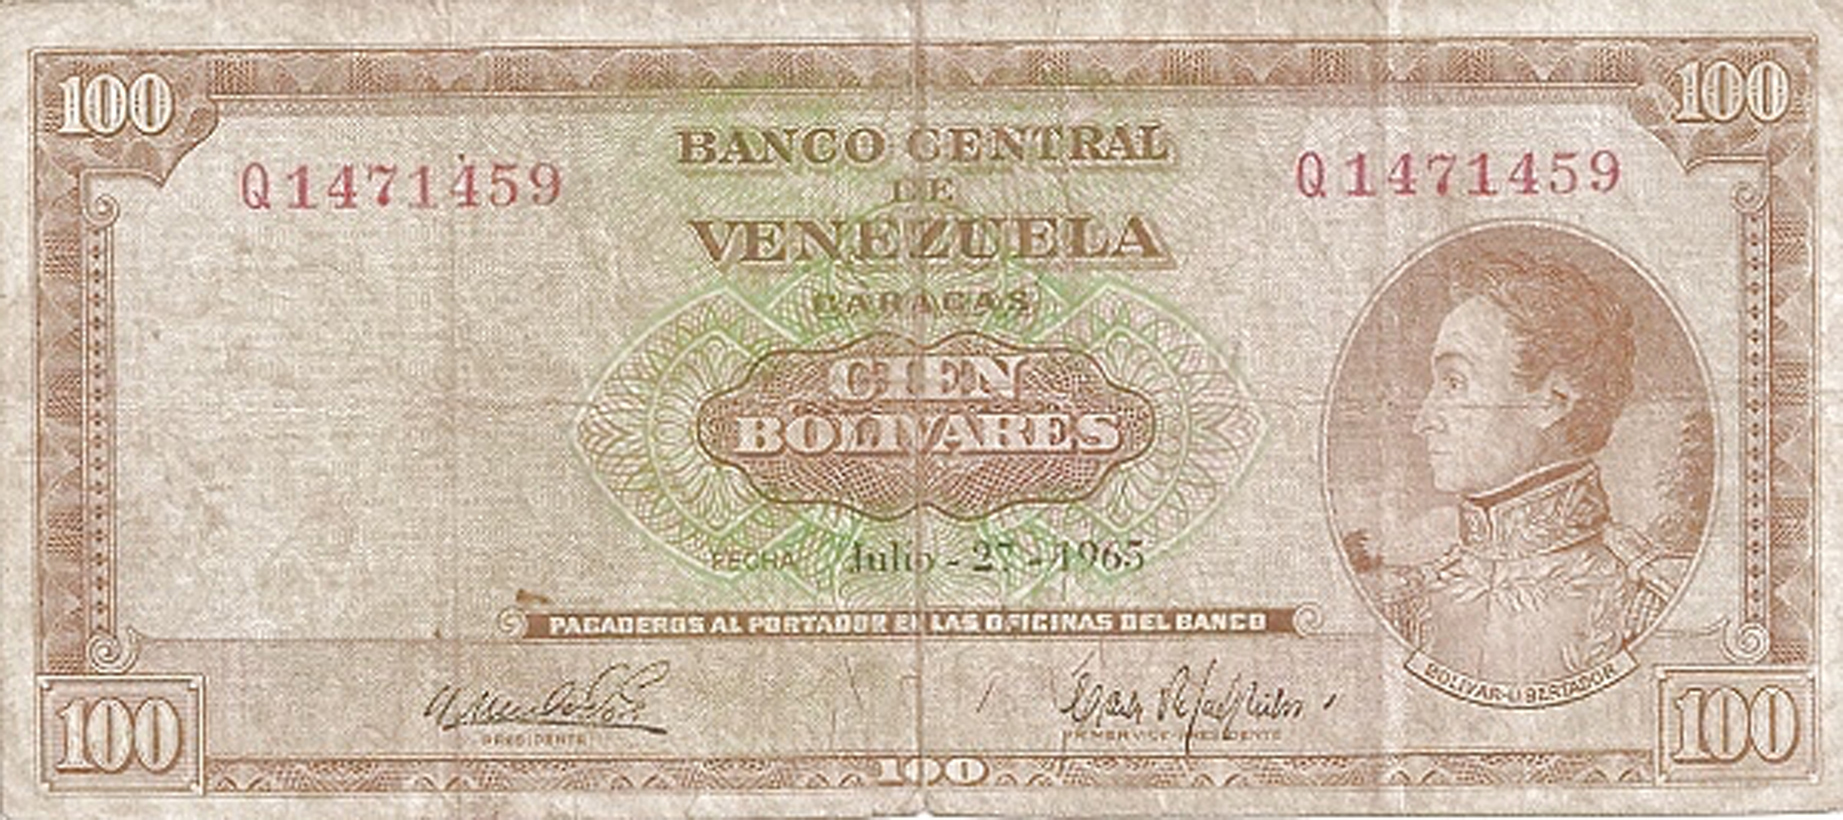 100
100
BANCO CENTRAL
Q1471459
Q1471459
DE
VENEZUELA
CARACAS
CIEN
BOLIVARES
FECHA Julio - 27 - 1965
PAGADEROS AL PORTADOR EN LAS OFICINAS DEL BANCO
BOLIVAR-LIBERTADOR
PRESIDENTE
PRIMER VICE-PRESIDENTE
100
100
100